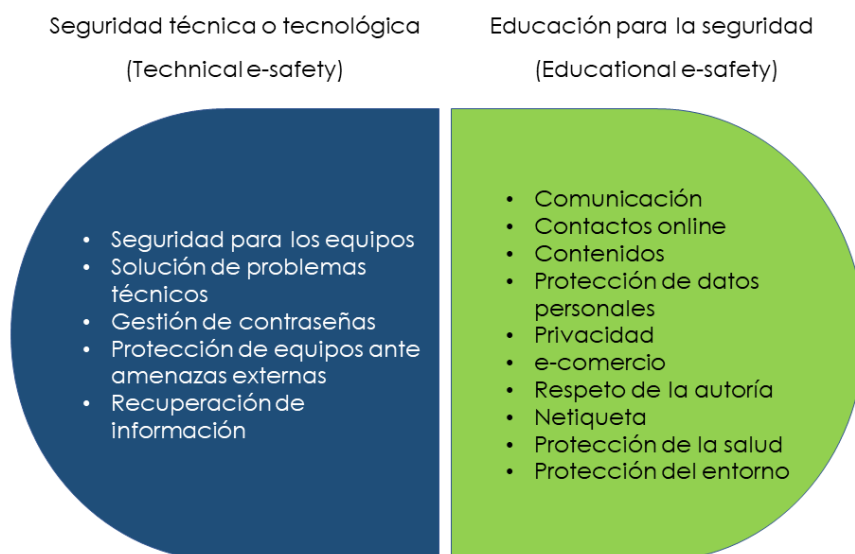 Seguridad técnica o tecnológica
(Technical e-safety)
Educación para la seguridad
(Educational e-safety)
• Seguridad para los equipos
• Solución de problemas
técnicos
• Gestión de contraseñas
• Protección de equipos ante
amenazas externas
• Recuperación de
información
• Comunicación
• Contactos online
• Contenidos
• Protección de datos
personales
• Privacidad
• e-comercio
• Respeto de la autoría
• Netiqueta
• Protección de la salud
• Protección del entorno